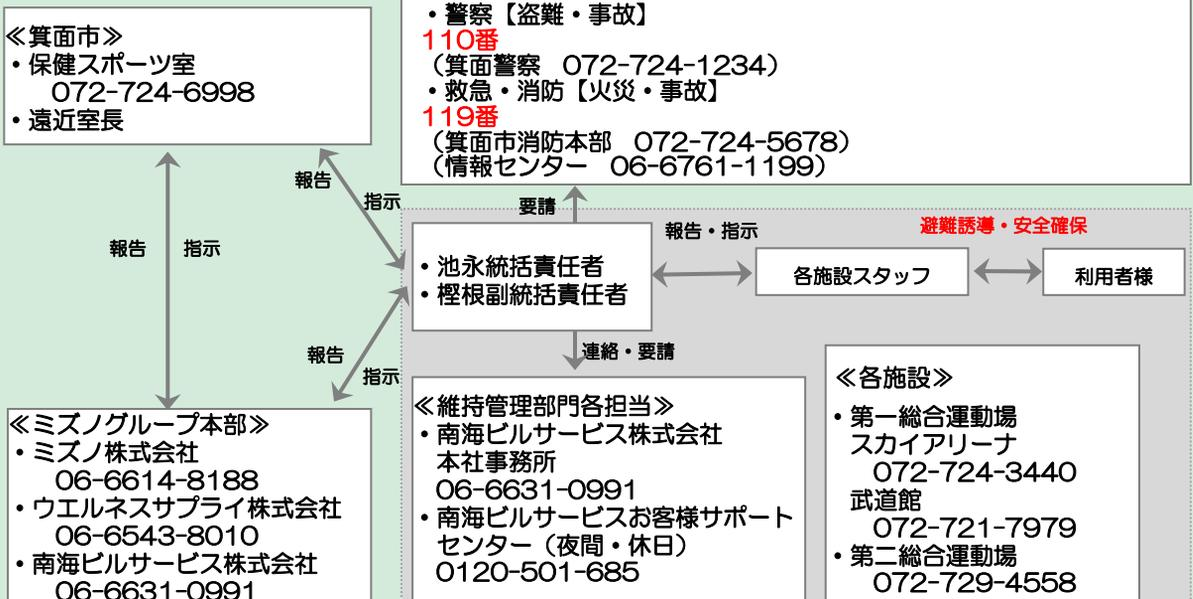 ≪箕面市≫
・保健スポーツ室
072-724-6998
・遠近室長
・警察【盗難・事故】
110番
（箕面警察　072-724-1234）
・救急・消防【火災・事故】
119番
（箕面市消防本部　072-724-5678）
（情報センター　06-6761-1199）
報告
指示
要請
報告
指示
報告・指示
避難誘導・安全確保
・池永統括責任者
・樫根副統括責任者
各施設スタッフ
利用者様
報告
指示
連絡・要請
≪ミズノグループ本部≫
・ミズノ株式会社
06-6614-8188
・ウエルネスサプライ株式会社
06-6543-8010
・南海ビルサービス株式会社
06-6631-0991
≪維持管理部門各担当≫
・南海ビルサービス株式会社
本社事務所
06-6631-0991
・南海ビルサービスお客様サポート
センター（夜間・休日）
0120-501-685
≪各施設≫
・第一総合運動場
スカイアリーナ
072-724-3440
武道館
072-721-7979
・第二総合運動場
072-729-4558